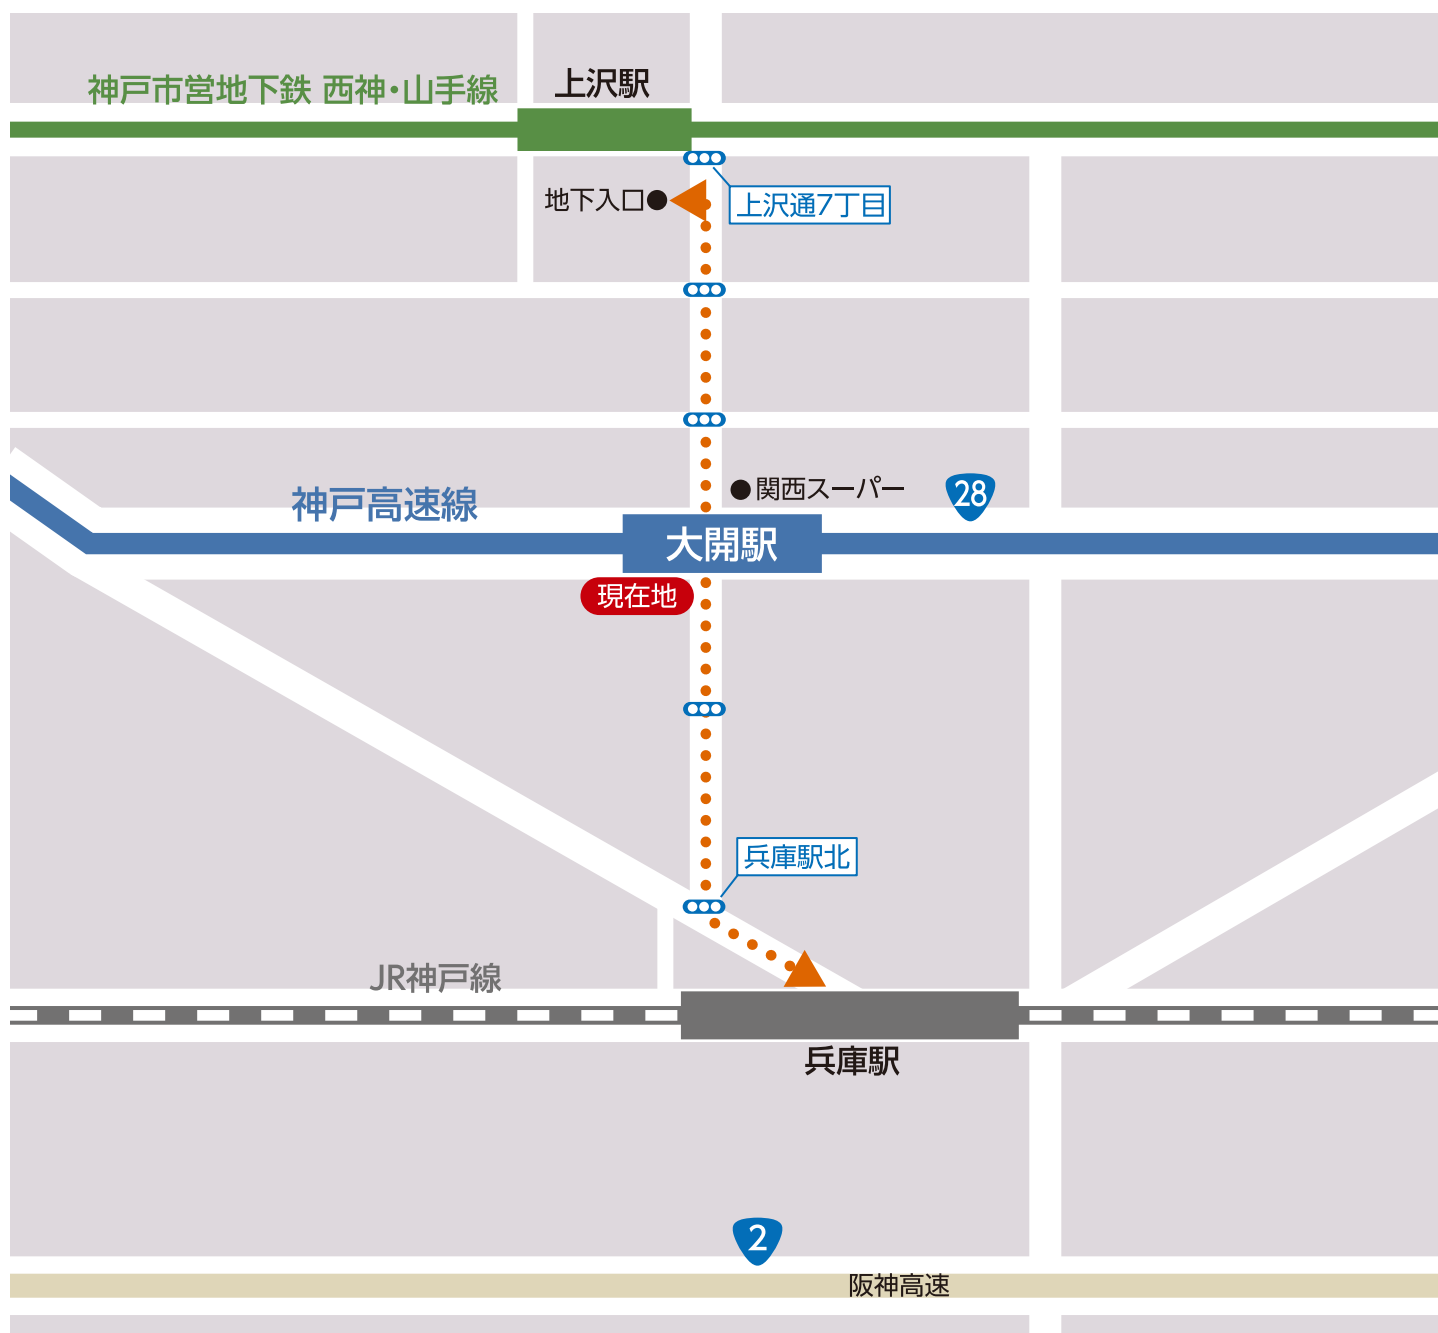 上沢駅
神戸市営地下鉄 西神・山手線
地下入口
上沢通7丁目
関西スーパー
28
神戸高速線
大開駅
現在地
兵庫駅北
JR神戸線
兵庫駅
2
阪神高速